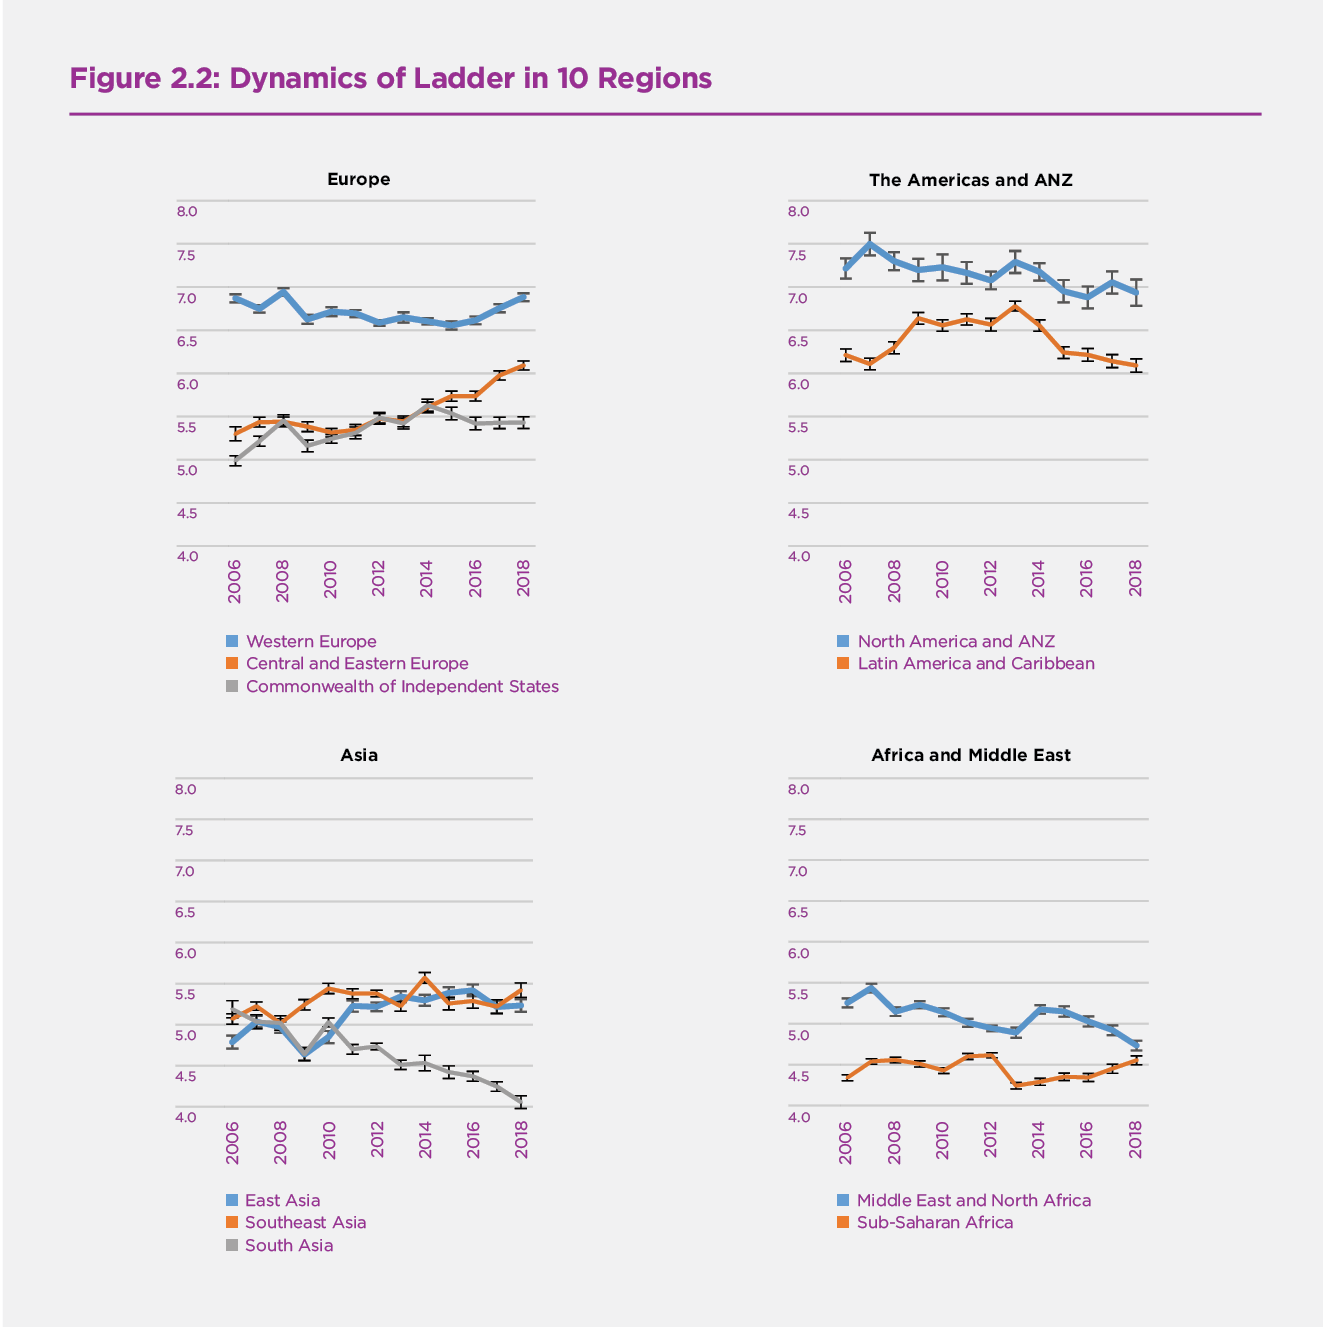 Figure 2.2: Dynamics of Ladder in 10 Regions
Europe
8.0
7.5
7.0
6.5
6.0
5.5
5.0
4.5
4.0
2006 2008 2010 2012 2014 2016 2018
Western Europe
Central and Eastern Europe
Commonwealth of Independent States
The Americas and ANZ
8.0
7.5
7.0
6.5
6.0
5.5
5.0
4.5
4.0
2006 2008 2010 2012 2014 2016 2018
North America and ANZ
Latin America and Caribbean
Asia
8.0
7.5
7.0
6.5
6.0
5.5
5.0
4.5
4.0
2006 2008 2010 2012 2014 2016 2018
East Asia
Southeast Asia
South Asia
Africa and Middle East
8.0
7.5
7.0
6.5
6.0
5.5
5.0
4.5
4.0
2006 2008 2010 2012 2014 2016 2018
Middle East and North Africa
Sub-Saharan Africa